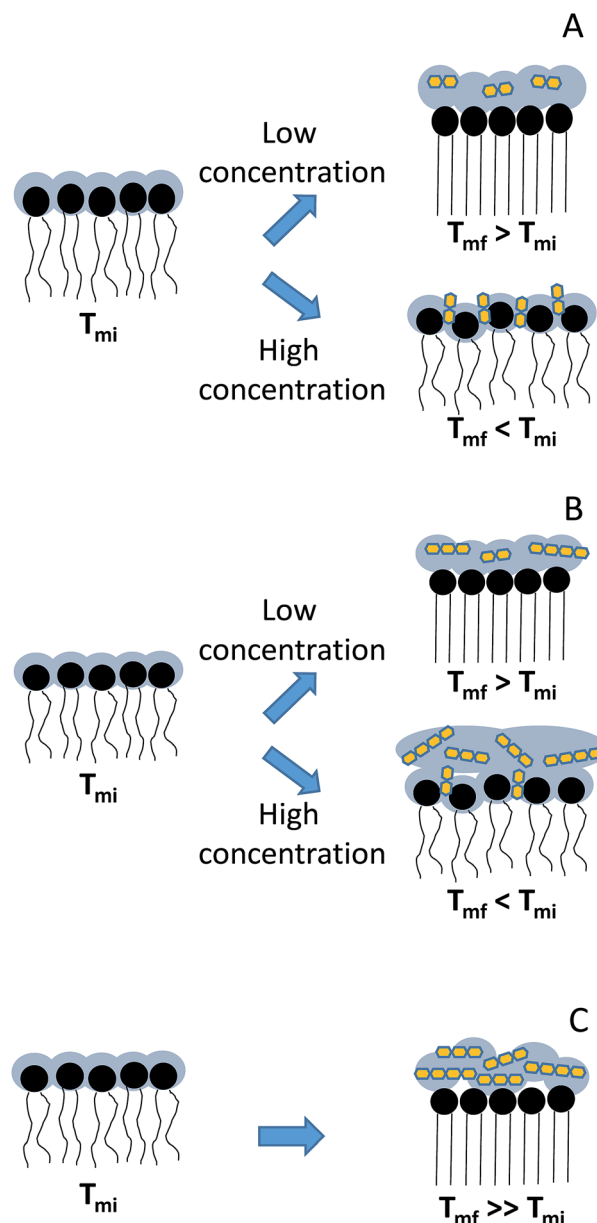 A
Low
concentration
Tmf > Tmi
Tmi
High
concentration
Tmf < Tmi
B
Low
concentration
Tmf > Tmi
Tmi
High
concentration
Tmf < Tmi
C
Tmi
Tmf >> Tmi